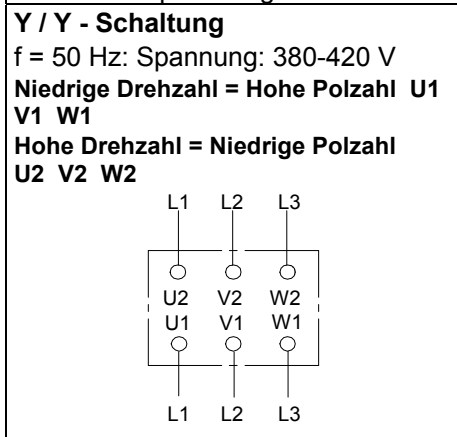 Y / Y - Schaltung
f = 50 Hz: Spannung: 380-420 V
Niedrige Drehzahl = Hohe Polzahl U1
V1 W1
Hohe Drehzahl = Niedrige Polzahl
U2 V2 W2
L1 L2 L3
U2 V2 W2
U1 V1 W1
L1 L2 L3